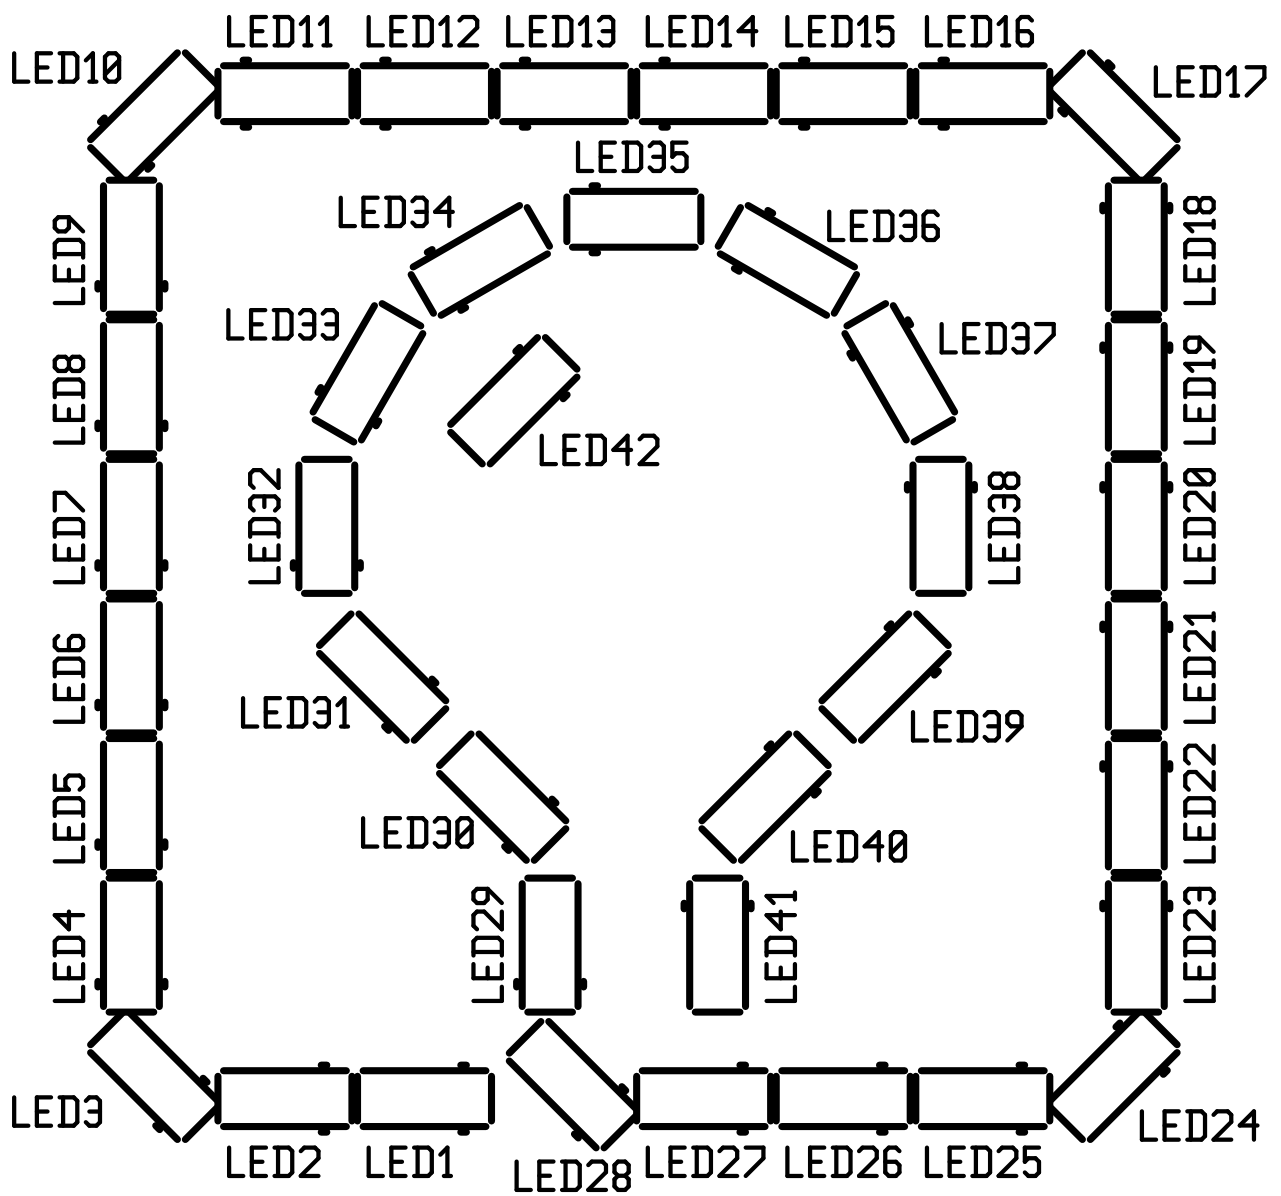 LED11 LED12 LED13 LED14 LED15 LED16
LED10
LED17
LED35
LED34
LED36
LED9
LED18
LED33
LED37
LED8
LED19
LED42
LED32
LED38
LED7
LED20
LED6
LED21
LED31
LED39
LED5
LED22
LED30
LED40
LED4
LED29
LED41
LED23
LED3
LED24
LED2 LED1 LED28 LED27 LED26 LED25